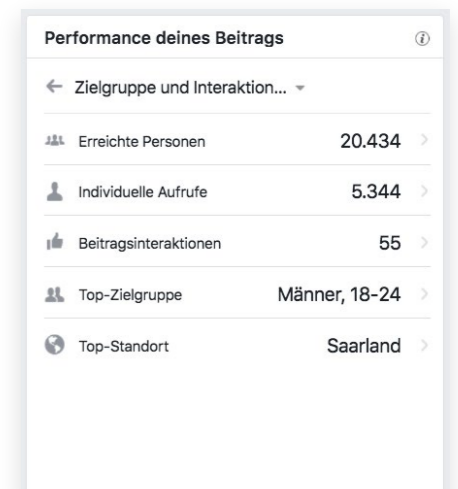 Performance deines Beitrags
Zielgruppe und Interaktion...
Erreichte Personen 20.434
Individuelle Aufrufe 5.344
Beitragsinteraktionen 55
Top-Zielgruppe Männer, 18-24
Top-Standort Saarland